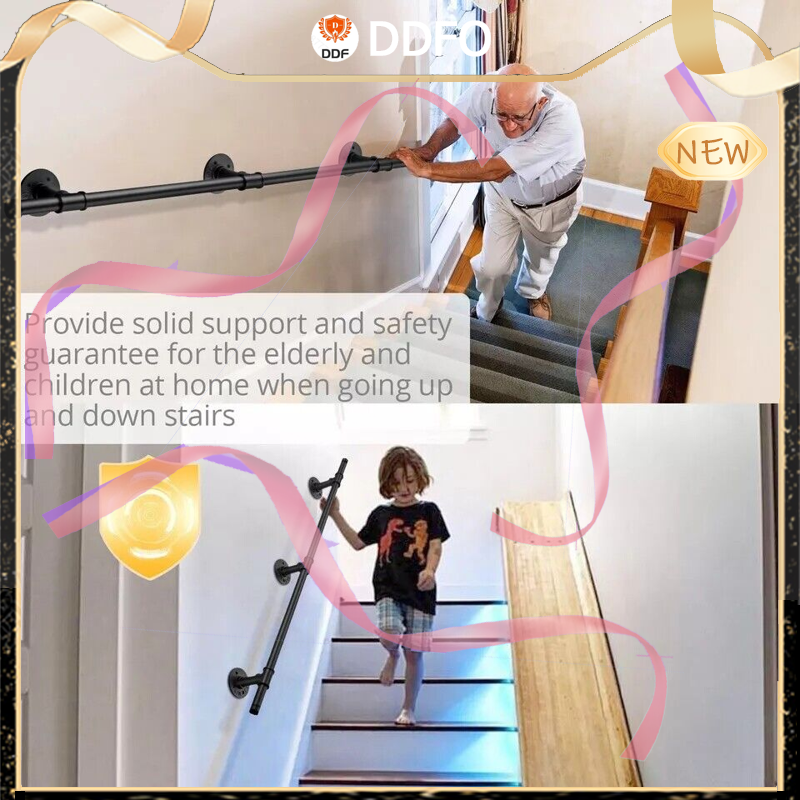 DDF
DDFO
NEW
Provide solid support and safety
guarantee for the elderly and
children at home when going up
and down stairs